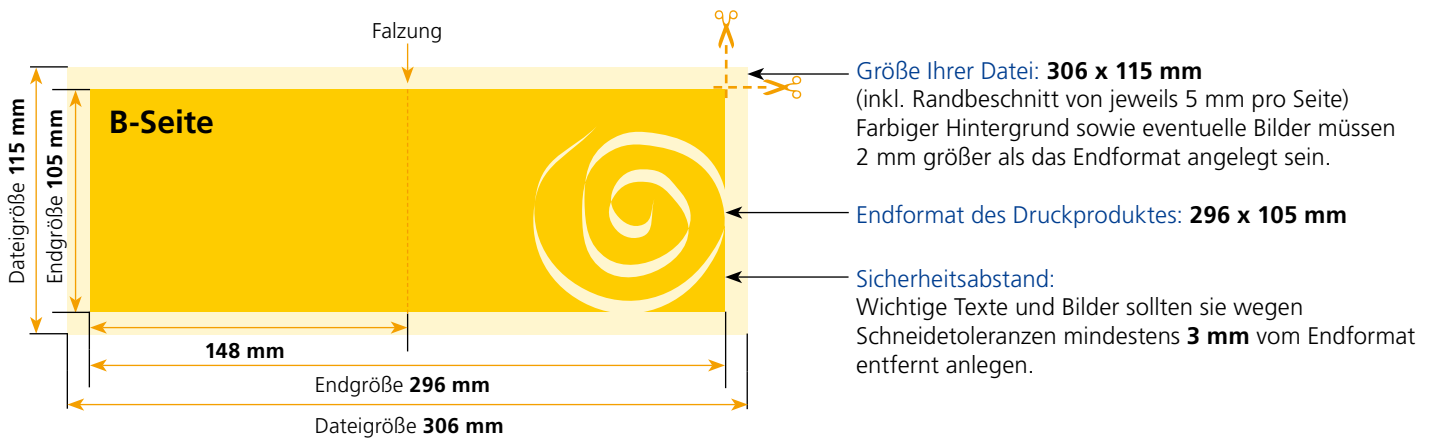 Falzung
B-Seite
Dateigröße 115 mm
Endgröße 105 mm
148 mm
Endgröße 296 mm
Dateigröße 306 mm
Größe Ihrer Datei: 306 x 115 mm
(inkl. Randbeschnitt von jeweils 5 mm pro Seite)
Farbiger Hintergrund sowie eventuelle Bilder müssen
2 mm größer als das Endformat angelegt sein.
Endformat des Druckproduktes: 296 x 105 mm
Sicherheitsabstand:
Wichtige Texte und Bilder sollten sie wegen
Schneidetoleranzen mindestens 3 mm vom Endformat
entfernt anlegen.